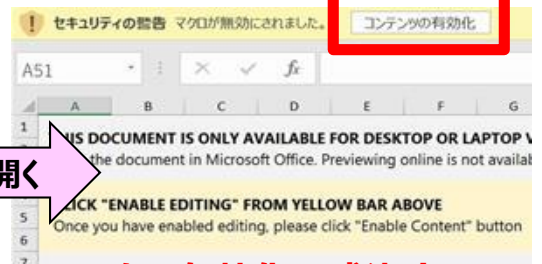 セキュリティの警告 マクロが無効にされました。 コンテンツの有効化
A51 fx
A B C D E F G
1 THIS DOCUMENT IS ONLY AVAILABLE FOR DESKTOP OR LAPTOP V
the document in Microsoft Office. Previewing online is not availab
開く
CLICK "ENABLE EDITING" FROM YELLOW BAR ABOVE
5 Once you have enabled editing, please click "Enable Content" button
6
7